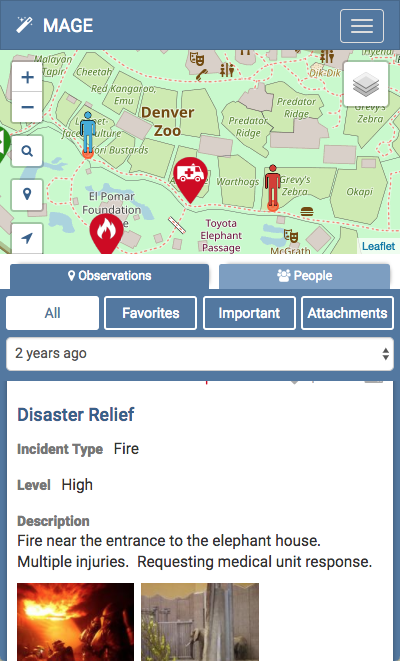 MAGE
Malayan
Tapir
Cheetah
Red Kangaroo,
Emu
Denver
Zoo
Predator
Ridge
Predator
Ridge
Dik-Dik
Grevy's
Zebra
Kori Bustards
Warthogs
Grevy's
Zebra
Okapi
El Pomar
Foundation
Toyota
Elephant
Passage
McGrath
Leaflet
Observations
People
All
Favorites
Important
Attachments
2 years ago
Disaster Relief
Incident Type Fire
Level High
Description
Fire near the entrance to the elephant house.
Multiple injuries. Requesting medical unit response.